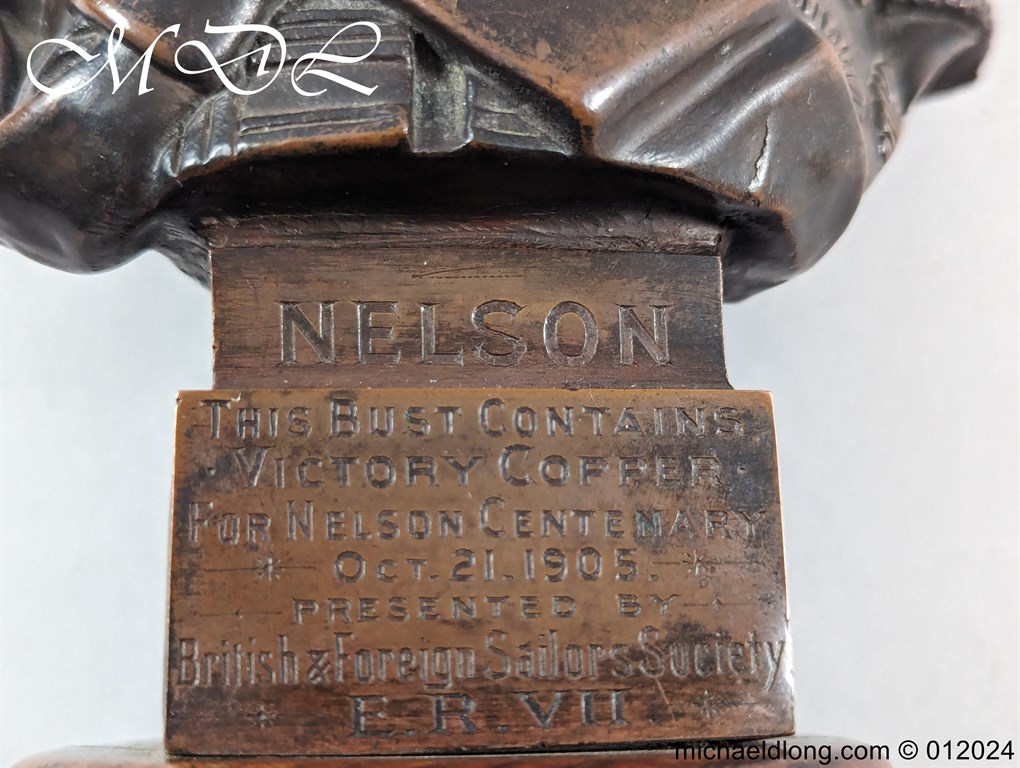 MDL
NELSON
THIS BUST CONTAINS
· VICTORY COPPER ·
FOR NELSON CENTENARY
OCT. 21. 1905.
PRESENTED BY
British & Foreign Sailors Society
E. R. VII
michaeldlong.com © 012024